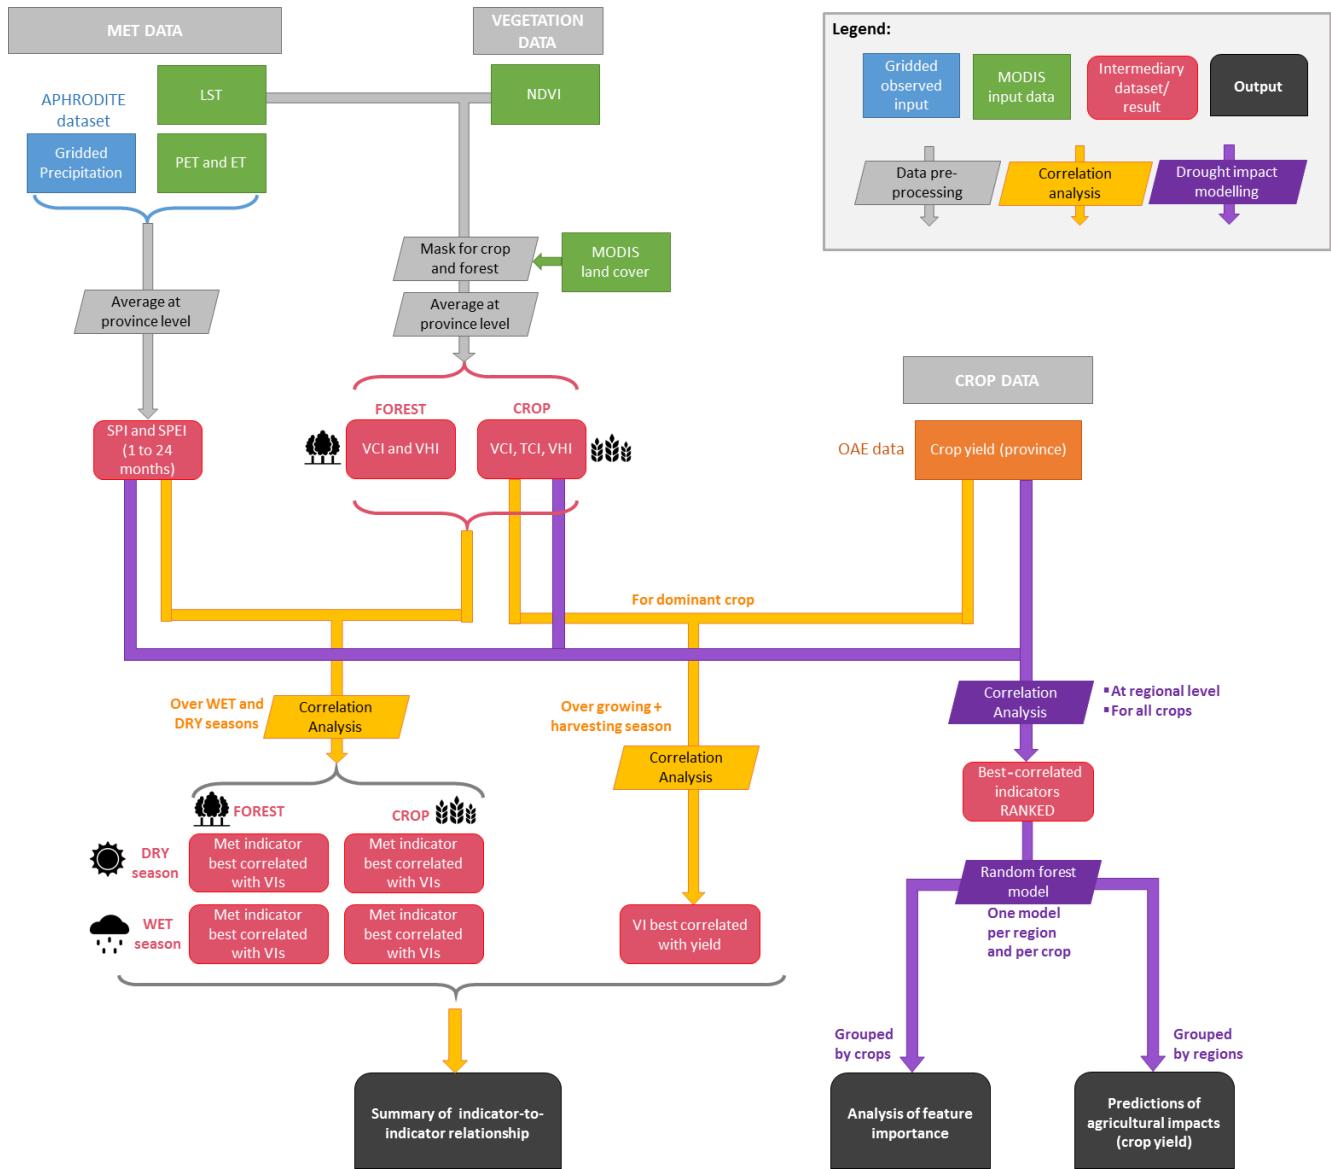 MET DATA
VEGETATION
DATA
Legend:
Gridded
observed
input
MODIS
input data
Intermediary
dataset/
result
Output
Data pre-
processing
Correlation
analysis
Drought impact
modelling
APHRODITE
dataset
LST
NDVI
Gridded
Precipitation
PET and ET
Mask for crop
and forest
MODIS
land cover
Average at
province level
Average at
province level
CROP DATA
FOREST
CROP
SPI and SPEI
(1 to 24
months)
VCI and VHI
VCI, TCI, VHI
OAE data
Crop yield (province)
For dominant crop
Over WET and
DRY seasons
Correlation
Analysis
Over growing +
harvesting season
Correlation
Analysis
Correlation
Analysis
▪ At regional level
▪ For all crops
Best-correlated
indicators
RANKED
FOREST
CROP
DRY
season
Met indicator
best correlated
with VIs
Met indicator
best correlated
with VIs
WET
season
Met indicator
best correlated
with VIs
Met indicator
best correlated
with VIs
VI best correlated
with yield
Random forest
model
One model
per region
and per crop
Grouped
by crops
Grouped
by regions
Summary of indicator-to-
indicator relationship
Analysis of feature
importance
Predictions of
agricultural impacts
(crop yield)